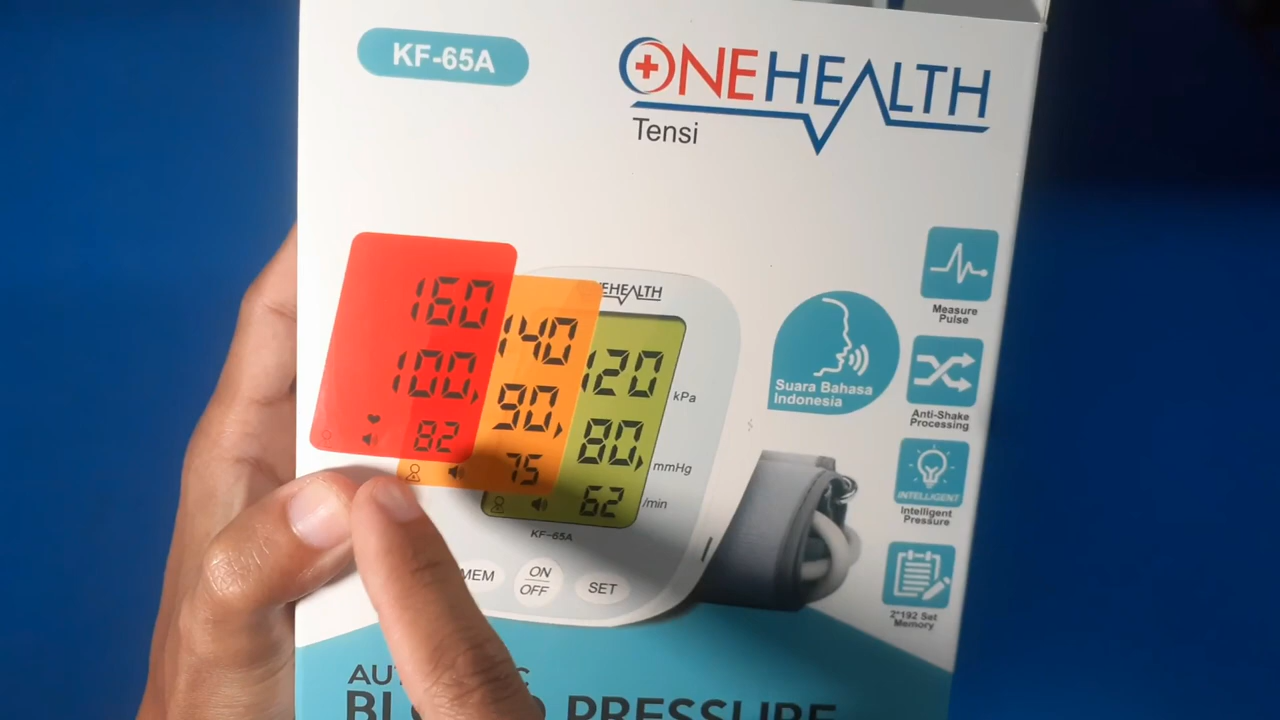 KF-65A
ONEHEALTH
Tensi
160
100
82
140
90
75
EHEALTH
120
80
62
kPa
mmHg
/min
KF-65A
MEM
ON
OFF
SET
Suara Bahasa
Indonesia
Measure
Pulse
Anti-Shake
Processing
INTELLIGENT
Intelligent
Pressure
2*192 Set
Memory
PRESSURE